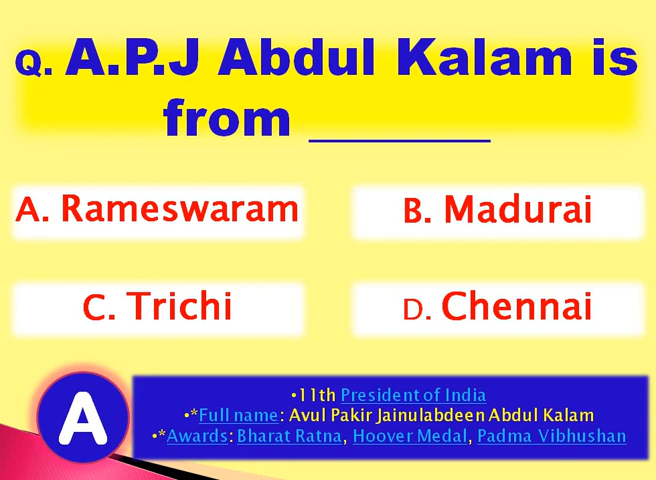 Q. A.P.J Abdul Kalam is
from _______
A. Rameswaram
B. Madurai
C. Trichi
D. Chennai
A
•11th President of India
•*Full name: Avul Pakir Jainulabdeen Abdul Kalam
•*Awards: Bharat Ratna, Hoover Medal, Padma Vibhushan